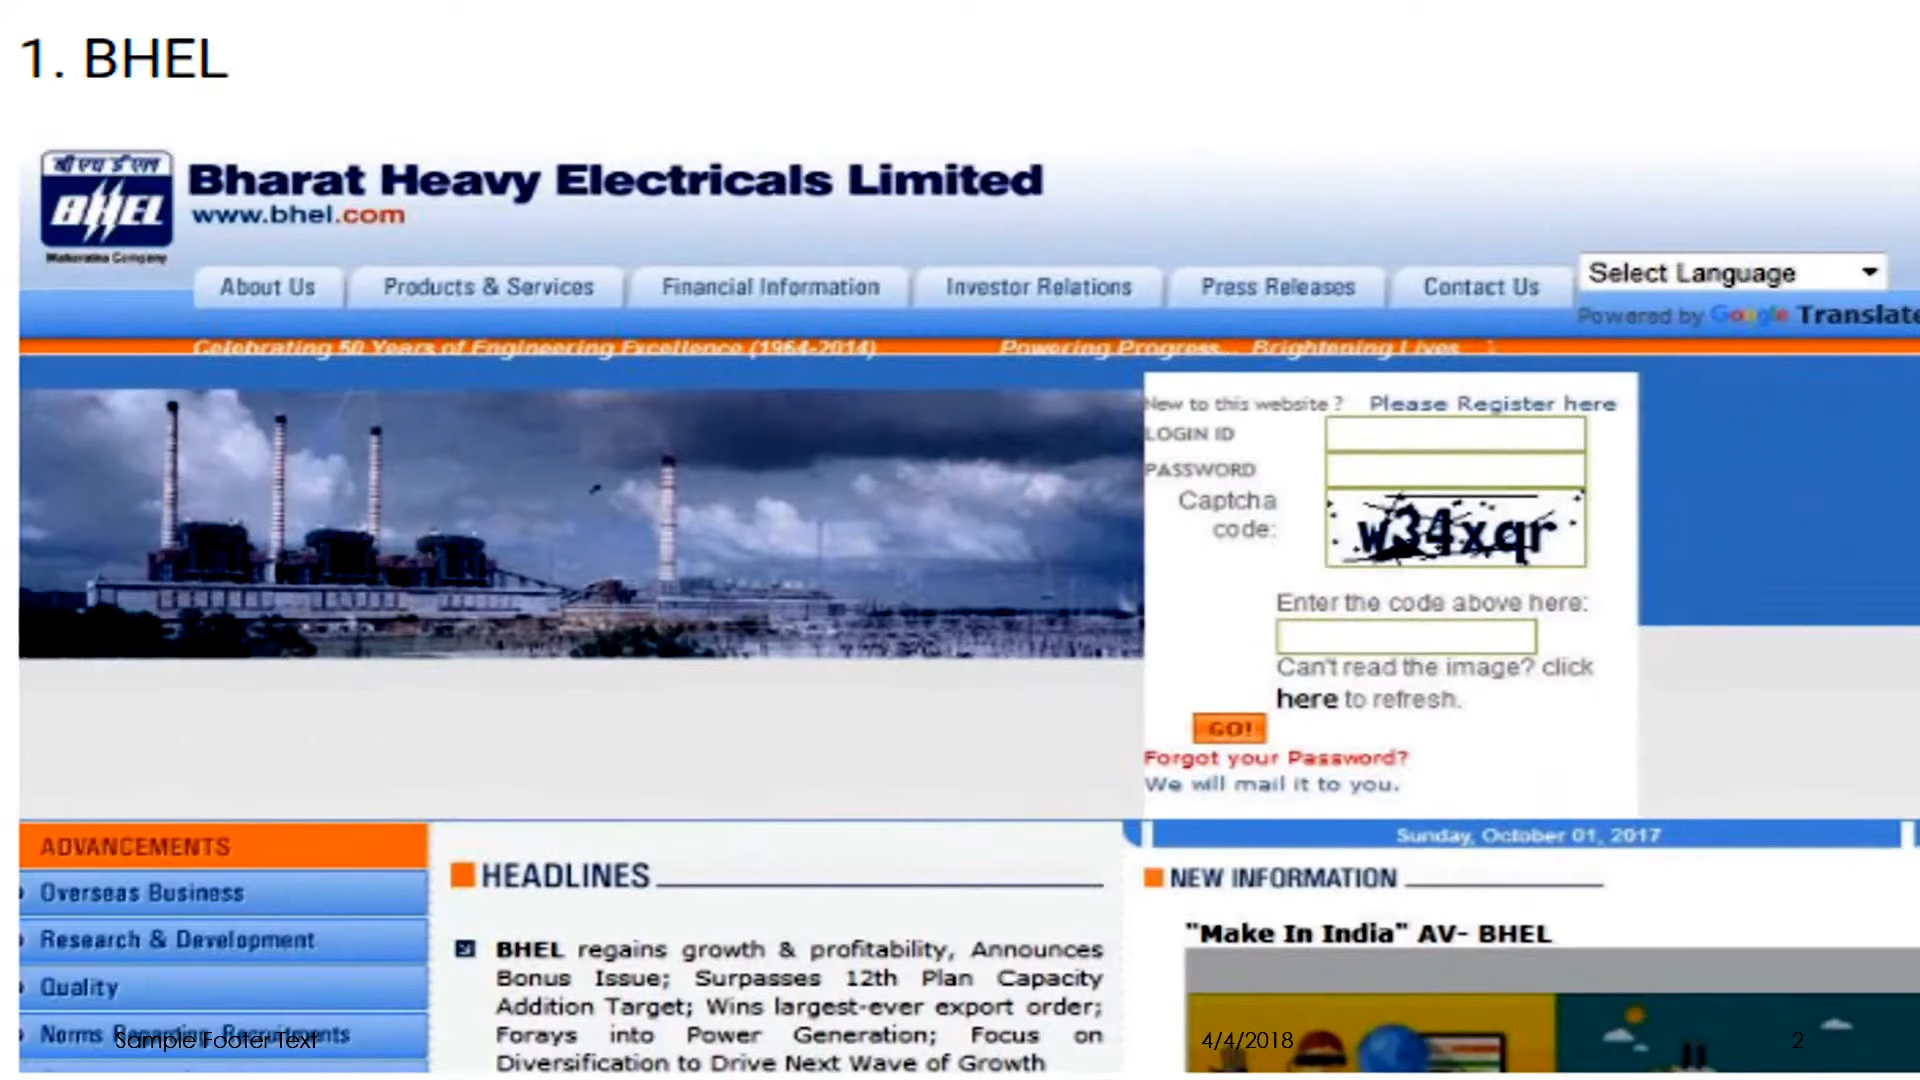 1. BHEL
बी एच ई एल
BHEL
Maharatna Company
Bharat Heavy Electricals Limited
www.bhel.com
About Us
Products & Services
Financial Information
Investor Relations
Press Releases
Contact Us
Select Language
Powered by Google Translate
Celebrating 50 Years of Engineering Excellence (1964-2014)
Powering Progress... Brightening Lives
New to this website ? Please Register here
LOGIN ID
PASSWORD
Captcha
code:
w34xqr
Enter the code above here:
Can't read the image? click
here to refresh.
GO!
Forgot your Password?
We will mail it to you.
Sunday, October 01, 2017
ADVANCEMENTS
Overseas Business
Research & Development
Quality
Norms Regarding Recruitments
HEADLINES
BHEL regains growth & profitability, Announces
Bonus Issue; Surpasses 12th Plan Capacity
Addition Target; Wins largest-ever export order;
Forays into Power Generation; Focus on
Diversification to Drive Next Wave of Growth
NEW INFORMATION
"Make In India" AV- BHEL
Sample Footer Text
4/4/2018
2